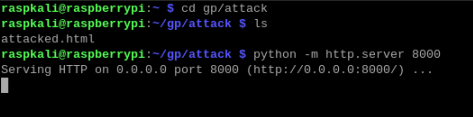 raspkali@raspberrypi:~ $ cd gp/attack
raspkali@raspberrypi:~/gp/attack $ ls
attacked.html
raspkali@raspberrypi:~/gp/attack $ python -m http.server 8000
Serving HTTP on 0.0.0.0 port 8000 (http://0.0.0.0:8000/) ...